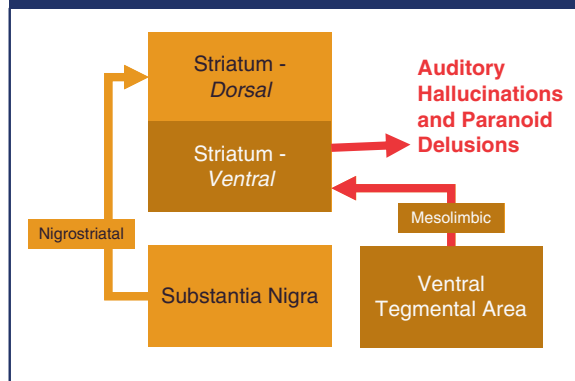 Striatum -
Dorsal
Auditory
Hallucinations
and Paranoid
Delusions
Striatum -
Ventral
Nigrostriatal
Mesolimbic
Substantia Nigra
Ventral
Tegmental Area